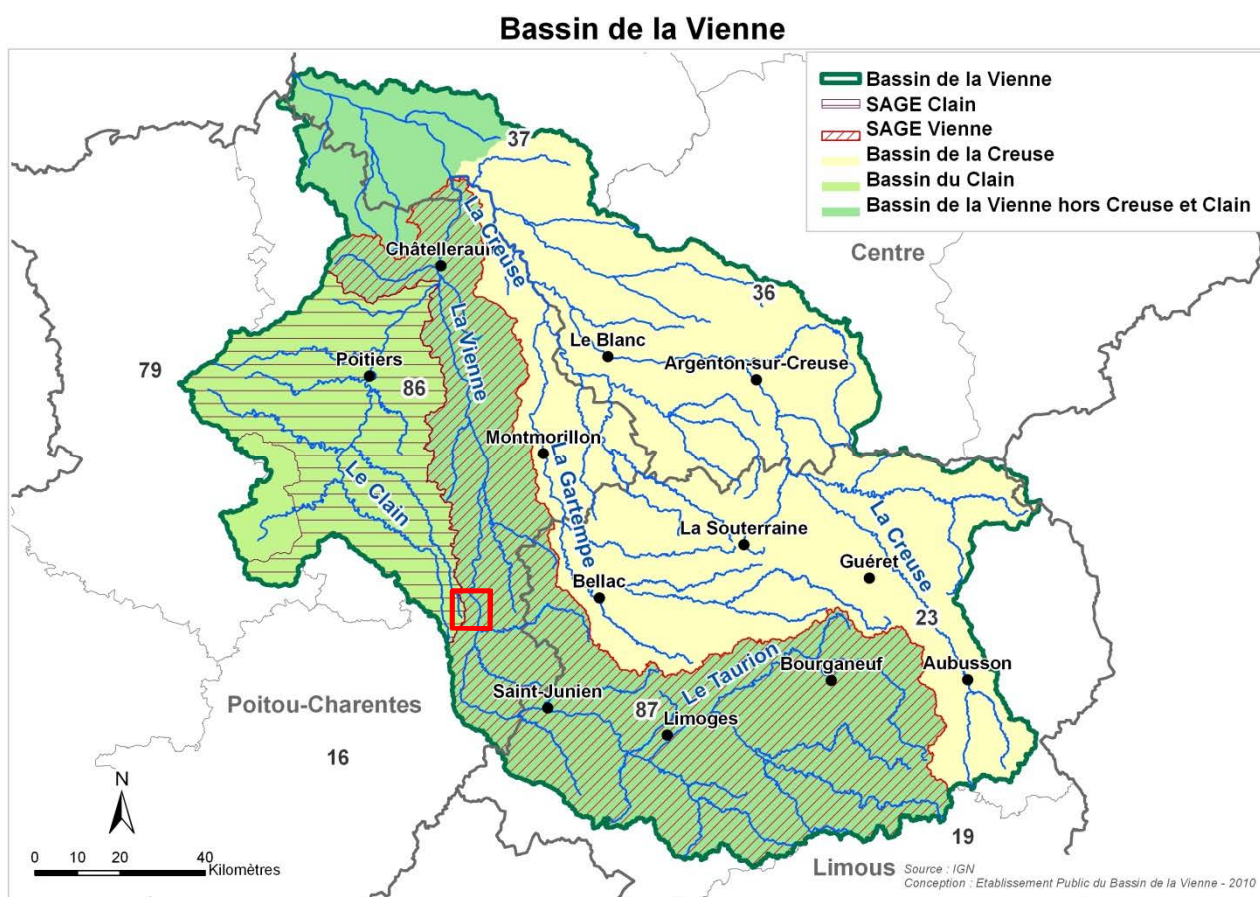 Bassin de la Vienne
Bassin de la Vienne
SAGE Clain
SAGE Vienne
Bassin de la Creuse
Bassin du Clain
Bassin de la Vienne hors Creuse et Clain
37
La Creuse
Centre
Châtelleraul
36
La Vienne
Le Blanc
Argenton-sur-Creuse
Poitiers
79
86
Montmorillon
La Gartempe
Le Clain
La Souterraine
La Creuse
Guéret
Bellac
23
Bourganeuf
Aubusson
Le Taurion
Saint-Junien
Poitou-Charentes
87
Limoges
16
N
19
0 10 20 40
Kilomètres
Limous
Source : IGN
Conception : Etablissement Public du Bassin de la Vienne - 2010